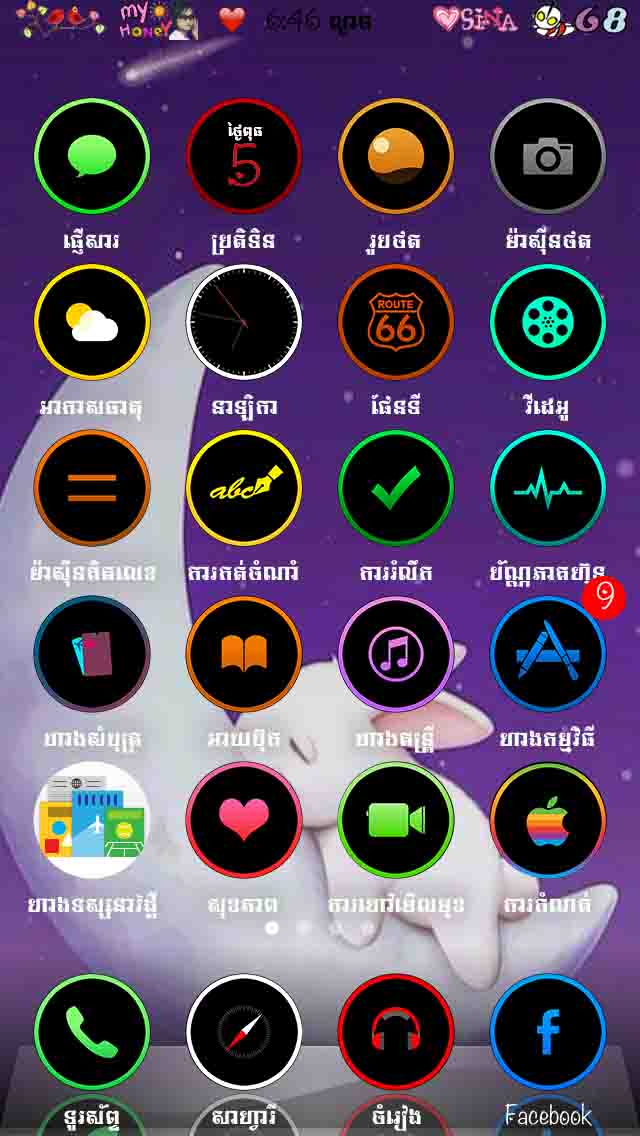 my HONEY 6:46 ល្ងាច SINA 68
ថ្ងៃពុធ
5
ផ្ញើសារ ប្រតិទិន រូបថត ម៉ាស៊ីនថត
ROUTE
66
អាកាសធាតុ នាឡិកា ផែនទី វីដេអូ
abc
ម៉ាស៊ីនគិតលេខ ការកត់ចំណាំ ការរំលឹក ប័ណ្ណភាគហ៊ុន
9
ហាងសំបុត្រ អាយប៊ុក ហាងតន្ត្រី ហាងកម្មវិធី
ហាងទស្សនាវដ្ដី សុខភាព ការហៅមើលមុខ ការកំណត់
ទូរស័ព្ទ សាហ្វារី ចំរៀង Facebook